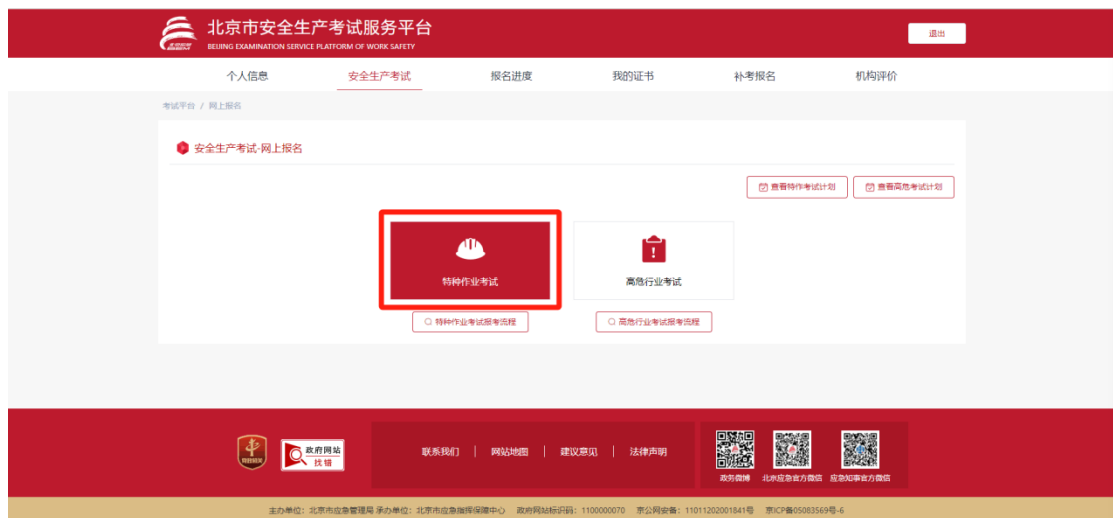 北京市安全生产考试服务平台
BEIJING EXAMINATION SERVICE PLATFORM OF WORK SAFETY
退出
个人信息 安全生产考试 报名进度 我的证书 补考报名 机构评价
考试平台 / 网上报名
安全生产考试-网上报名
查看特作考试计划 查看高危考试计划
特种作业考试 高危行业考试
特种作业考试报考流程 高危行业考试报考流程
政府网站
找错
联系我们 | 网站地图 | 建议意见 | 法律声明
政务微博 北京应急官方微信 应急知事官方微信
主办单位：北京市应急管理局 承办单位：北京市应急指挥保障中心 政府网站标识码：1100000070 京公网安备：11011202001841号 京ICP备05083569号-6